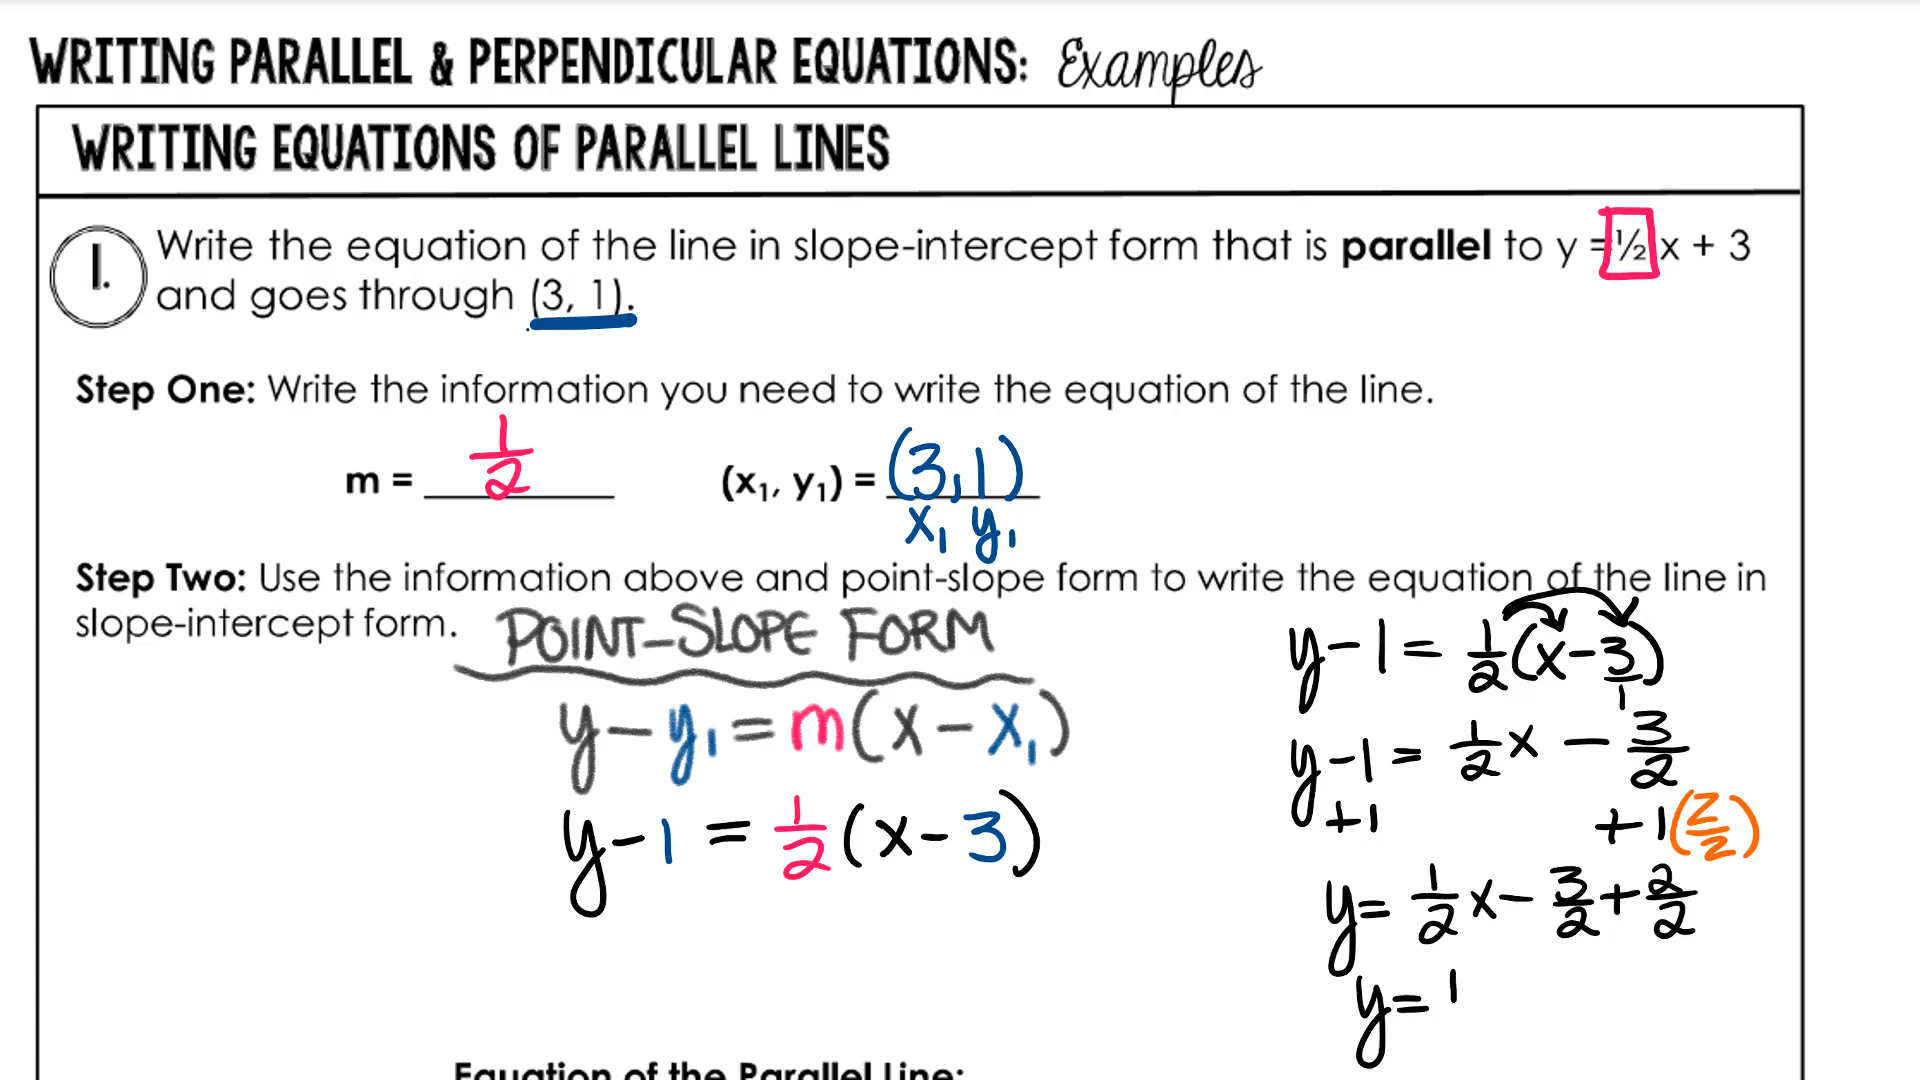 WRITING PARALLEL & PERPENDICULAR EQUATIONS: Examples
WRITING EQUATIONS OF PARALLEL LINES
1. Write the equation of the line in slope-intercept form that is parallel to y = ½ x + 3
and goes through (3, 1).
Step One: Write the information you need to write the equation of the line.
m = 1/2 (x₁, y₁) = (3, 1)
x₁ y₁
Step Two: Use the information above and point-slope form to write the equation of the line in
slope-intercept form.
POINT-SLOPE FORM
y - y₁ = m(x - x₁)
y - 1 = 1/2 (x - 3)
y - 1 = 1/2 (x - 3/1)
y - 1 = 1/2 x - 3/2
+1 +1(2/2)
y = 1/2 x - 3/2 + 2/2
y = 1
Equation of the Parallel Line: